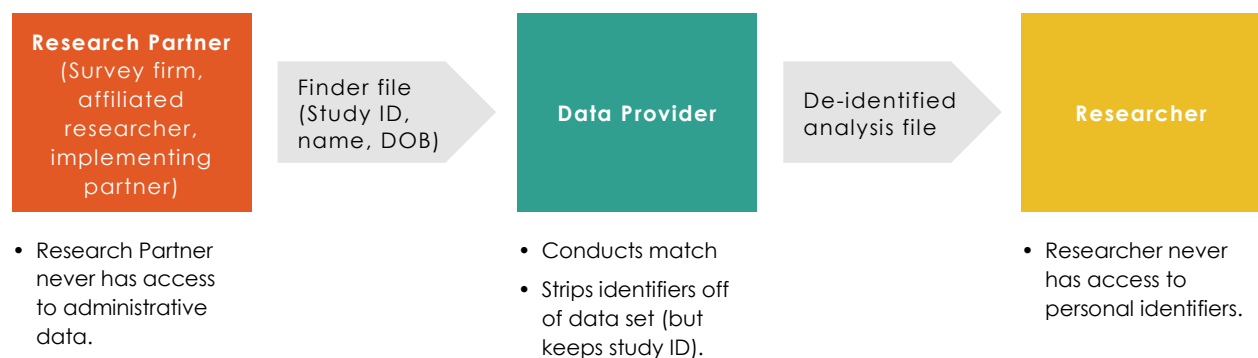 Research Partner
(Survey firm,
affiliated
researcher,
implementing
partner)
Finder file
(Study ID,
name, DOB)
Data Provider
De-identified
analysis file
Researcher
• Research Partner
never has access
to administrative
data.
• Conducts match
• Strips identifiers off
of data set (but
keeps study ID).
• Researcher never
has access to
personal identifiers.